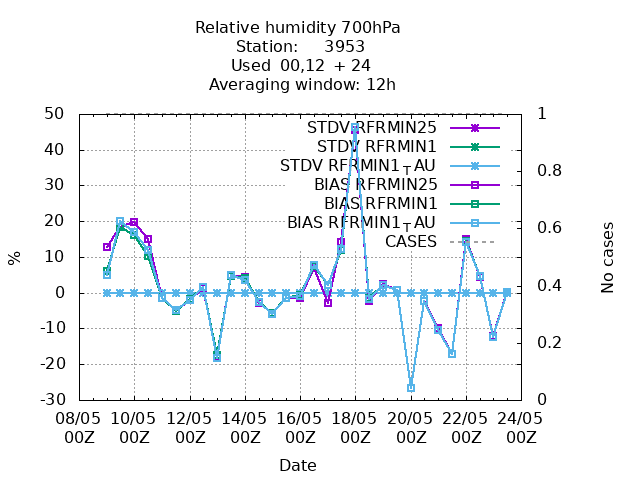 Relative humidity 700hPa
Station: 3953
Used 00,12 + 24
Averaging window: 12h
50
40
30
20
10
0
-10
-20
-30
%
1
0.8
0.6
0.4
0.2
0
No cases
STDV RFRMIN25
STDV RFRMIN1
STDV RFRMIN1┬AU
BIAS RFRMIN25
BIAS RFRMIN1
BIAS RFRMIN1┬AU
CASES
08/05 10/05 12/05 14/05 16/05 18/05 20/05 22/05 24/05
00Z 00Z 00Z 00Z 00Z 00Z 00Z 00Z 00Z
Date